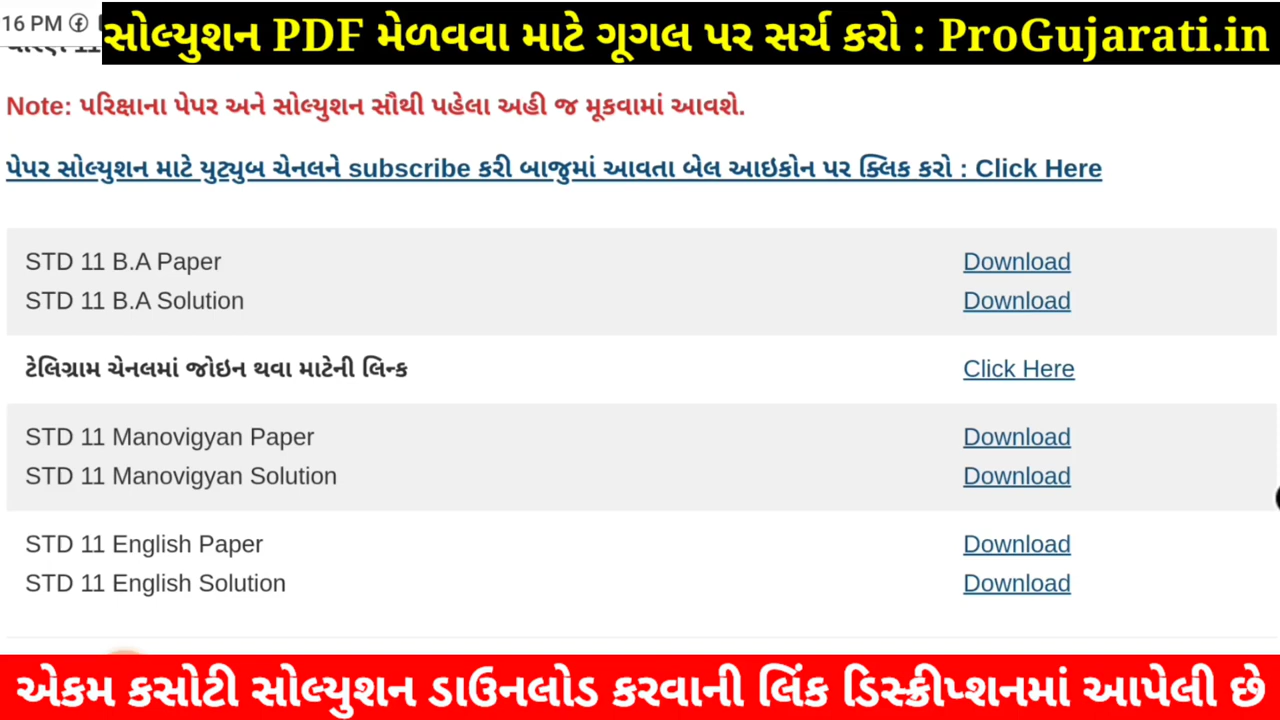 16 PM
સોલ્યુશન PDF મેળવવા માટે ગૂગલ પર સર્ચ કરો : ProGujarati.in
Note: પરિક્ષાના પેપર અને સોલ્યુશન સૌથી પહેલા અહી જ મૂકવામાં આવશે.
પેપર સોલ્યુશન માટે યુટ્યુબ ચેનલને subscribe કરી બાજુમાં આવતા બેલ આઇકોન પર ક્લિક કરો : Click Here
STD 11 B.A Paper Download
STD 11 B.A Solution Download
ટેલિગ્રામ ચેનલમાં જોઇન થવા માટેની લિન્ક Click Here
STD 11 Manovigyan Paper Download
STD 11 Manovigyan Solution Download
STD 11 English Paper Download
STD 11 English Solution Download
એકમ કસોટી સોલ્યુશન ડાઉનલોડ કરવાની લિંક ડિસ્ક્રીપ્શનમાં આપેલી છે